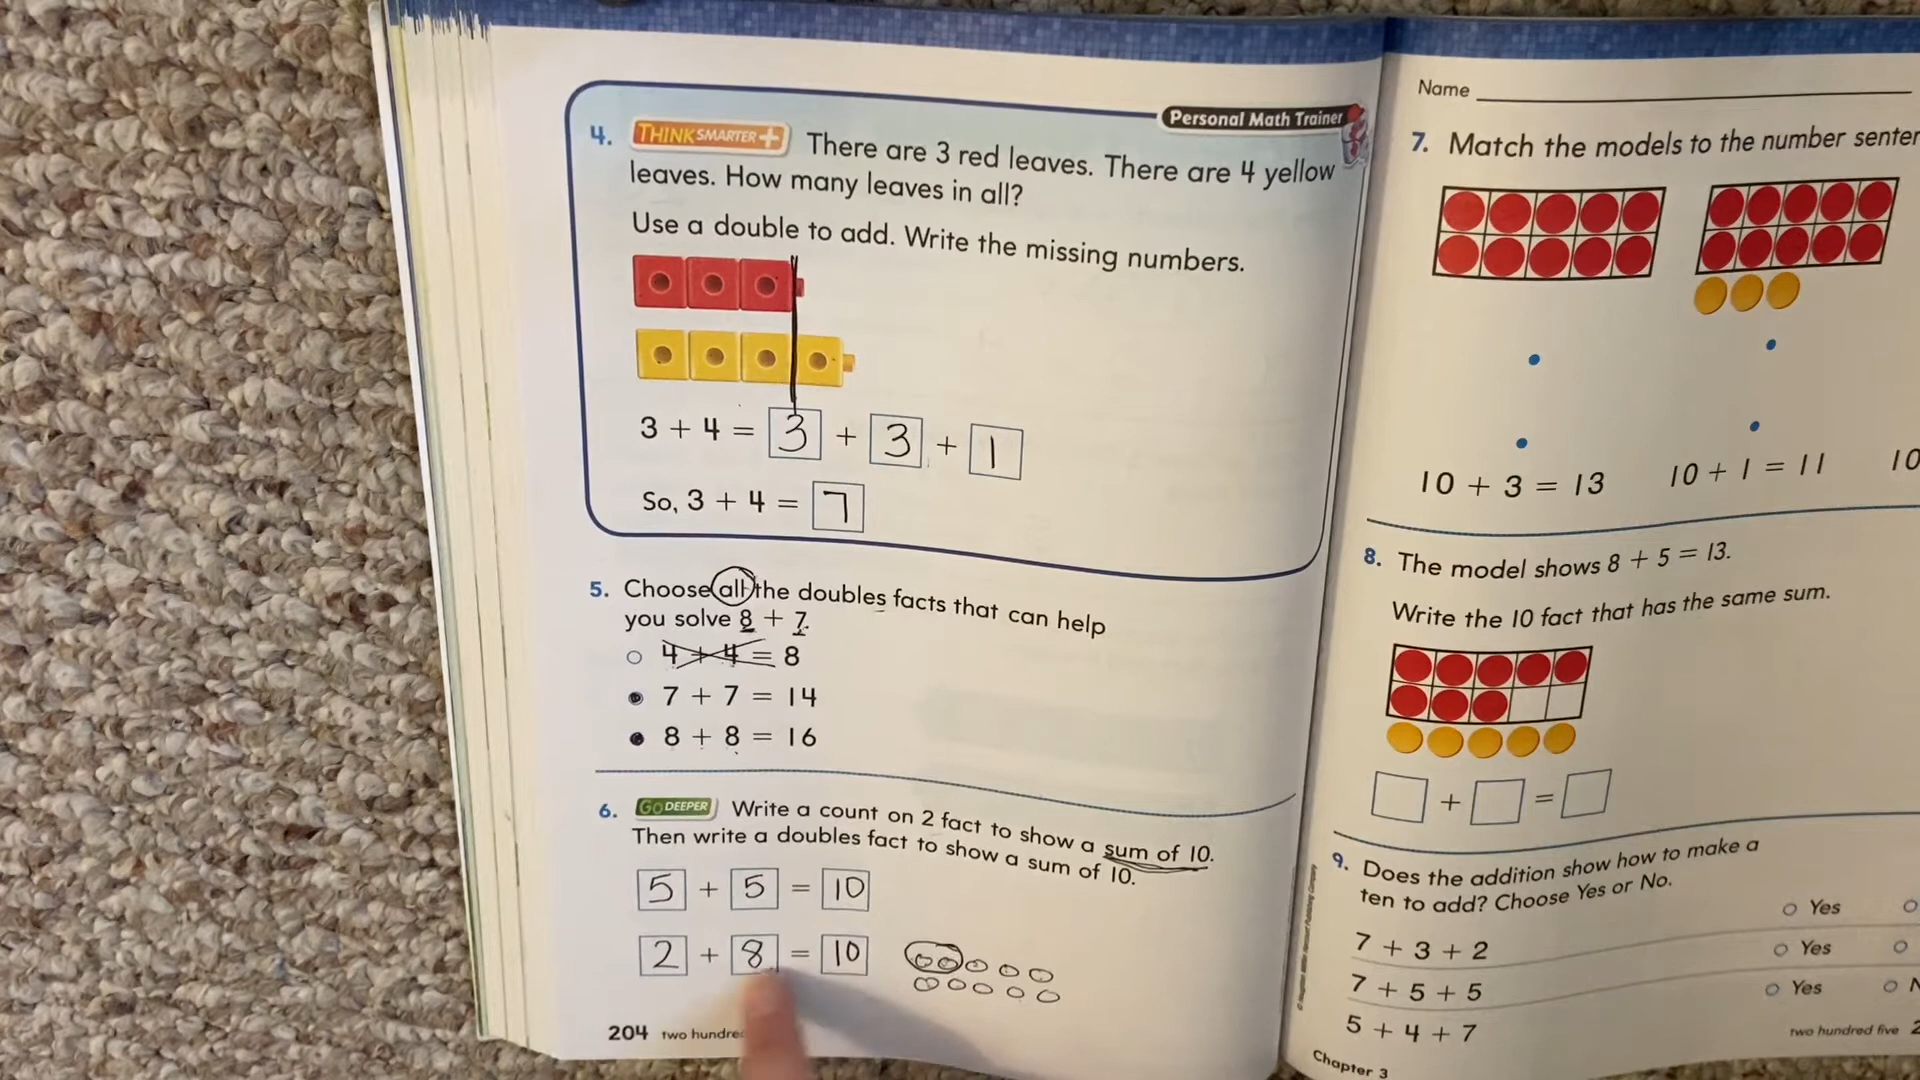 4. THINK SMARTER + There are 3 red leaves. There are 4 yellow
Personal Math Trainer
leaves. How many leaves in all?
Use a double to add. Write the missing numbers.
3 + 4 = 3 + 3 + 1
So, 3 + 4 = 7
5. Choose all the doubles facts that can help
you solve 8 + 7.
4 + 4 = 8
7 + 7 = 14
8 + 8 = 16
6. GO DEEPER Write a count on 2 fact to show a sum of 10.
Then write a doubles fact to show a sum of 10.
5 + 5 = 10
2 + 8 = 10
204 two hundre
Name
7. Match the models to the number senter
10 + 3 = 13 10 + 1 = 11 10
8. The model shows 8 + 5 = 13.
Write the 10 fact that has the same sum.
+ =
9. Does the addition show how to make a
ten to add? Choose Yes or No.
7 + 3 + 2 Yes
7 + 5 + 5 Yes
5 + 4 + 7 Yes N
Chapter 3
two hundred five 2